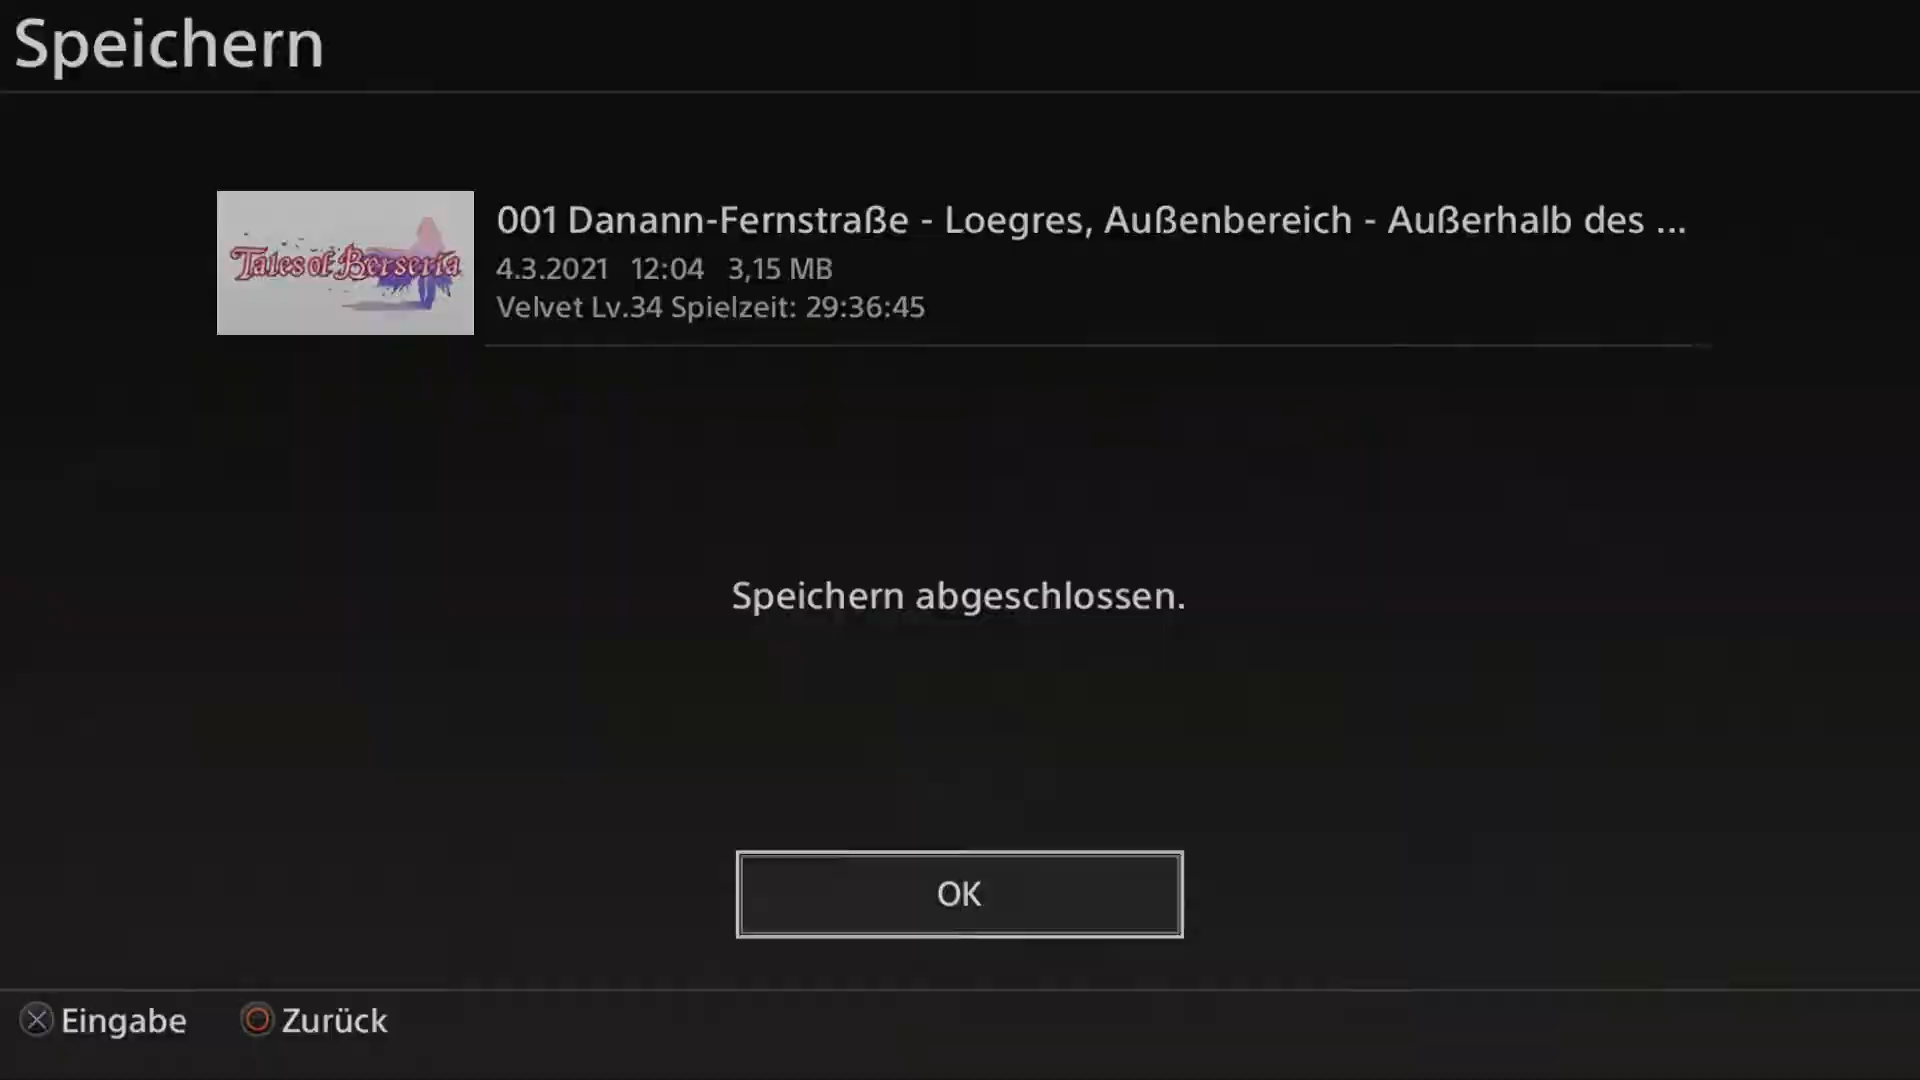 Speichern
Tales of Berseria
001 Danann-Fernstraße - Loegres, Außenbereich - Außerhalb des ...
4.3.2021 12:04 3,15 MB
Velvet Lv.34 Spielzeit: 29:36:45
Speichern abgeschlossen.
OK
Eingabe Zurück